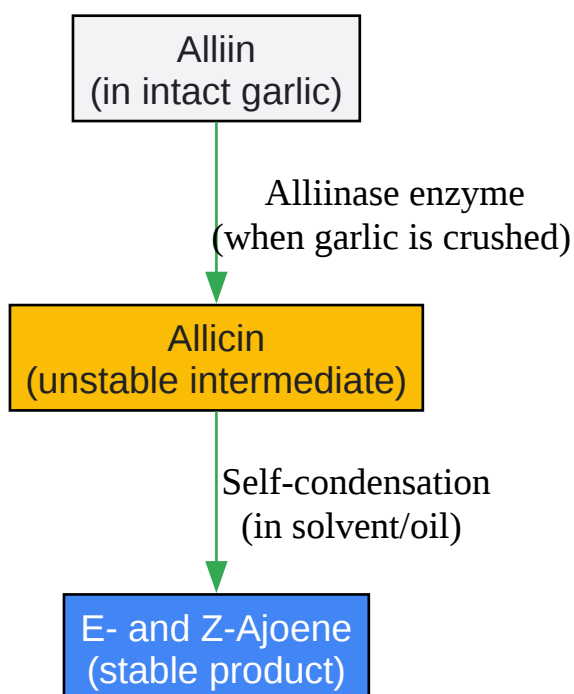 Alliin
(in intact garlic)
Alliinase enzyme
(when garlic is crushed)
Allicin
(unstable intermediate)
Self-condensation
(in solvent/oil)
E- and Z-Ajoene
(stable product)